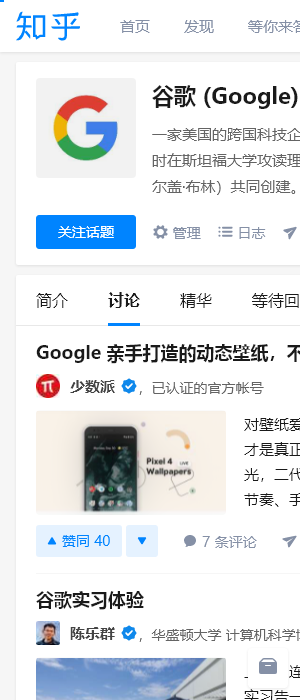 知乎 首页 发现 等你来答
谷歌 (Google)
一家美国的跨国科技企
时在斯坦福大学攻读理
尔盖·布林）共同创建。
关注话题 管理 日志
简介 讨论 精华 等待回
Google 亲手打造的动态壁纸，不
少数派 ，已认证的官方帐号
对壁纸爱
才是真正
光，二代
节奏、手
Pixel 4
Wallpapers
LIVE
赞同 40 7 条评论
谷歌实习体验
陈乐群 ，华盛顿大学 计算机科学博
实习告一